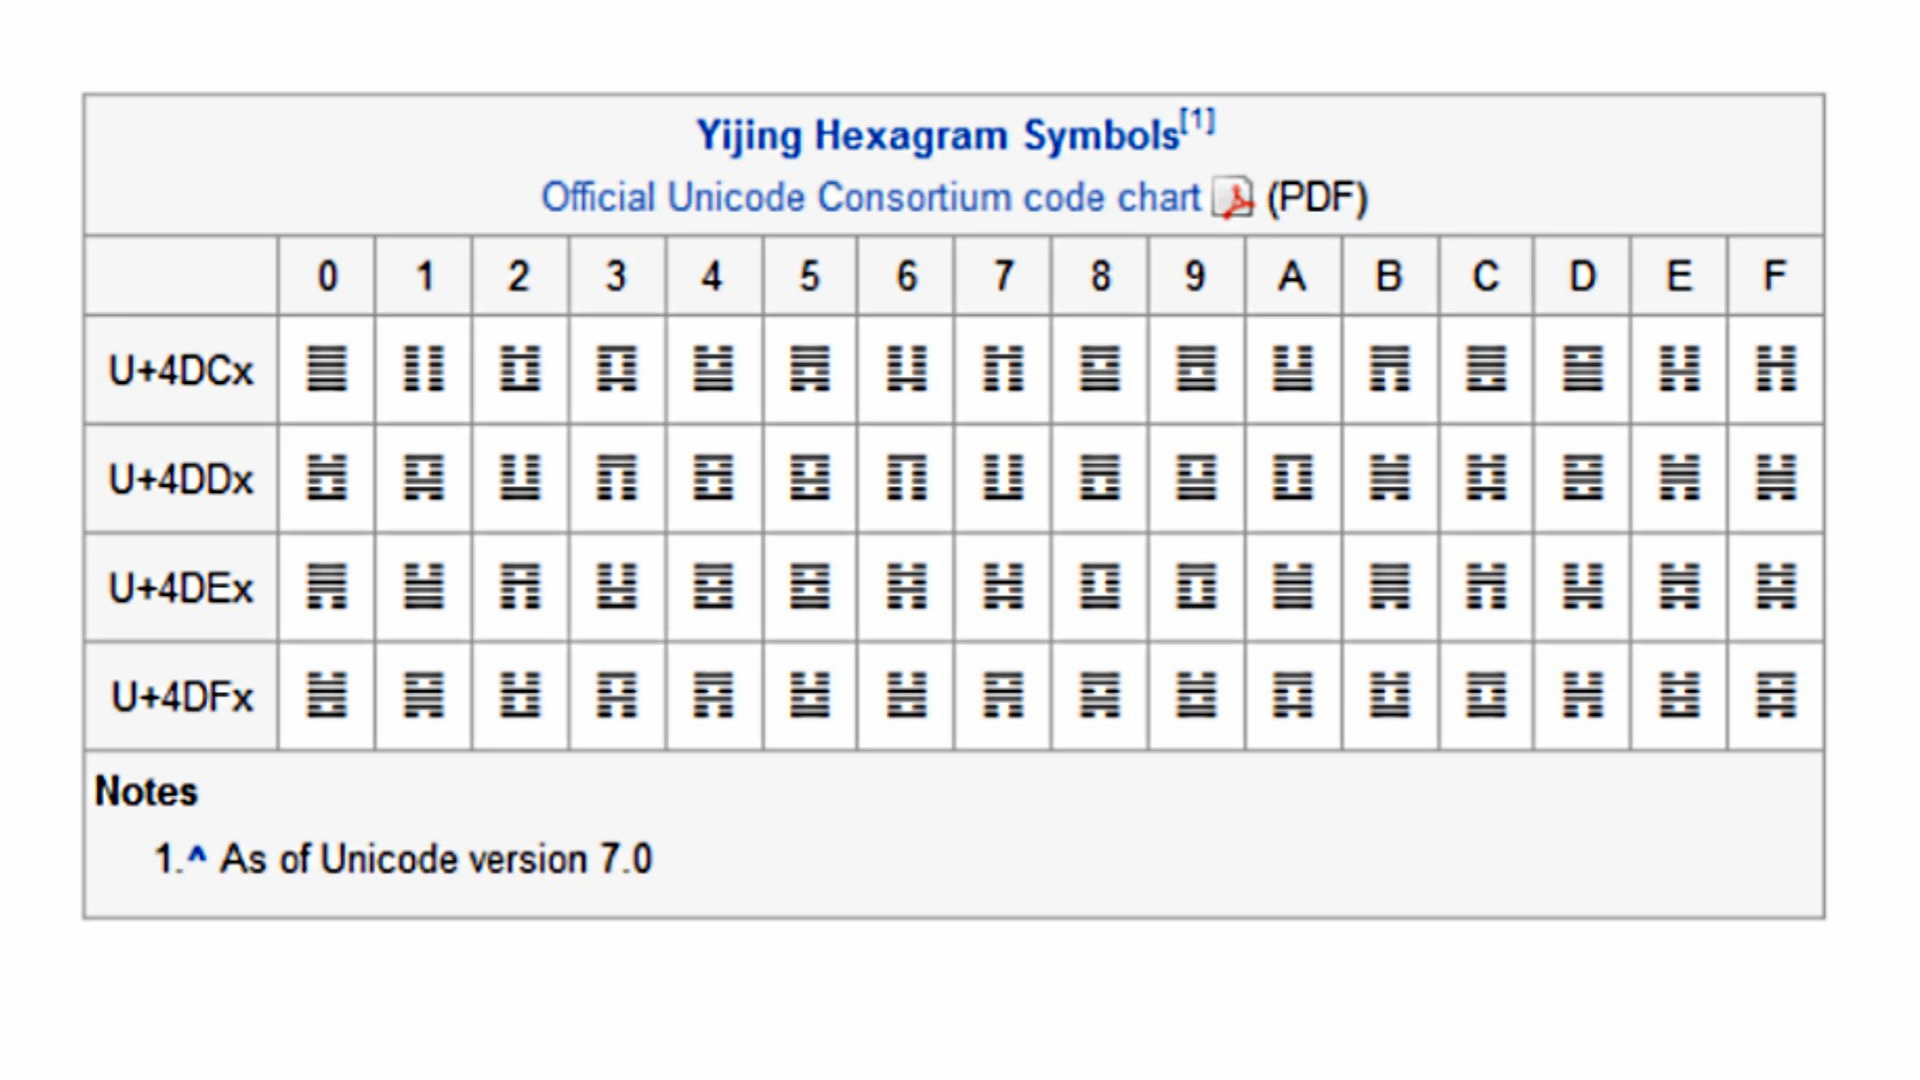 Yijing Hexagram Symbols[1]
Official Unicode Consortium code chart (PDF)
0 1 2 3 4 5 6 7 8 9 A B C D E F
U+4DCx ䷀ ䷁ ䷂ ䷃ ䷄ ䷅ ䷆ ䷇ ䷈ ䷉ ䷊ ䷋ ䷌ ䷍ ䷎ ䷏
U+4DDx ䷐ ䷑ ䷒ ䷓ ䷔ ䷕ ䷖ ䷗ ䷘ ䷙ ䷚ ䷛ ䷜ ䷝ ䷞ ䷟
U+4DEx ䷠ ䷡ ䷢ ䷣ ䷤ ䷥ ䷦ ䷧ ䷨ ䷩ ䷪ ䷫ ䷬ ䷭ ䷮ ䷯
U+4DFx ䷰ ䷱ ䷲ ䷳ ䷴ ䷵ ䷶ ䷷ ䷸ ䷹ ䷺ ䷻ ䷼ ䷽ ䷾ ䷿
Notes
1.^ As of Unicode version 7.0